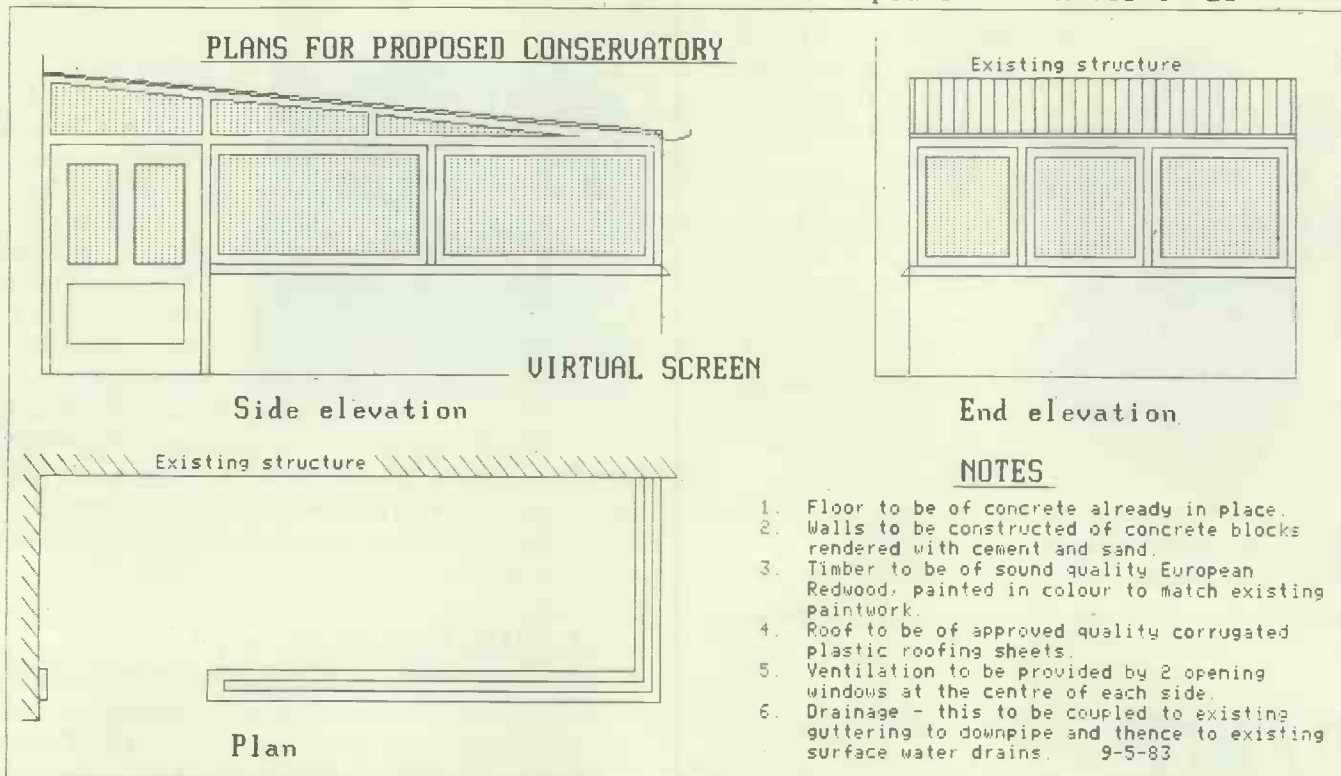 PLANS FOR PROPOSED CONSERVATORY
Existing structure
VIRTUAL SCREEN
Side elevation
End elevation
Existing structure
Plan
NOTES
1. Floor to be of concrete already in place.
2. Walls to be constructed of concrete blocks
rendered with cement and sand.
3. Timber to be of sound quality European
Redwood, painted in colour to match existing
paintwork.
4. Roof to be of approved quality corrugated
plastic roofing sheets.
5. Ventilation to be provided by 2 opening
windows at the centre of each side.
6. Drainage - this to be coupled to existing
guttering to downpipe and thence to existing
surface water drains. 9-5-83